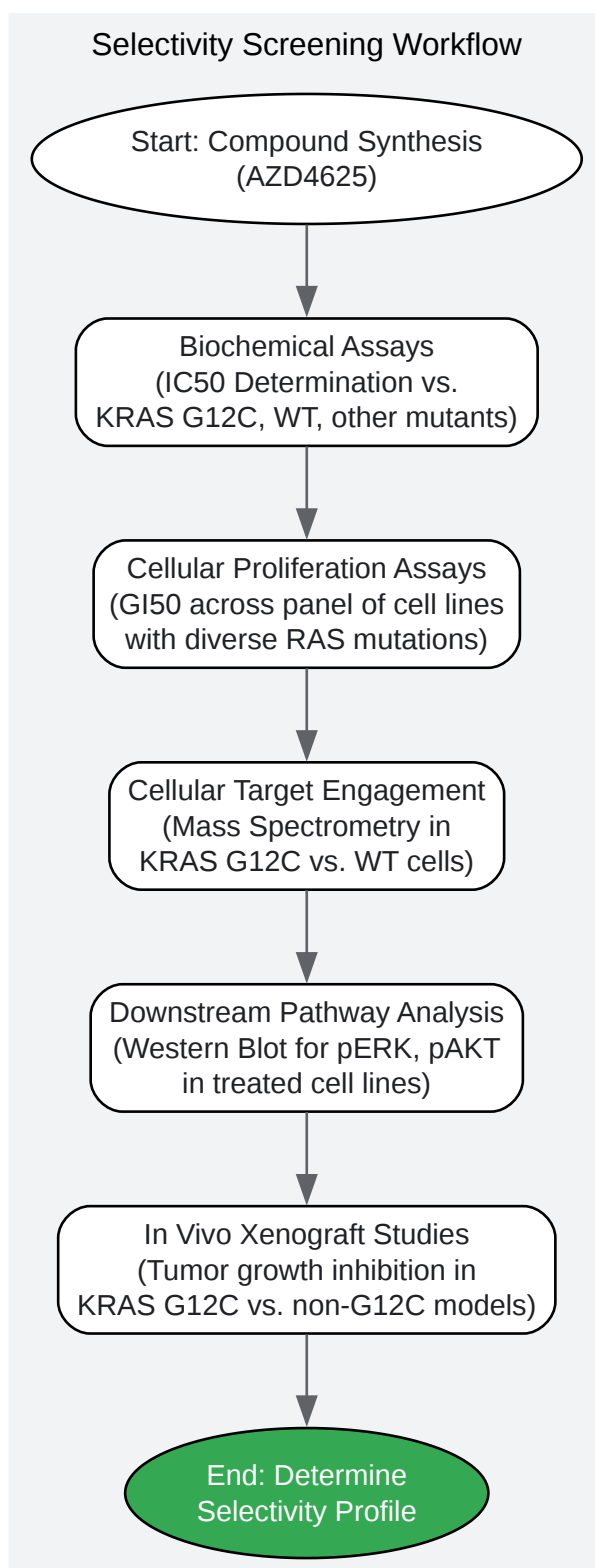 Selectivity Screening Workflow
Start: Compound Synthesis
(AZD4625)
Biochemical Assays
(IC50 Determination vs.
KRAS G12C, WT, other mutants)
Cellular Proliferation Assays
(GI50 across panel of cell lines
with diverse RAS mutations)
Cellular Target Engagement
(Mass Spectrometry in
KRAS G12C vs. WT cells)
Downstream Pathway Analysis
(Western Blot for pERK, pAKT
in treated cell lines)
In Vivo Xenograft Studies
(Tumor growth inhibition in
KRAS G12C vs. non-G12C models)
End: Determine
Selectivity Profile